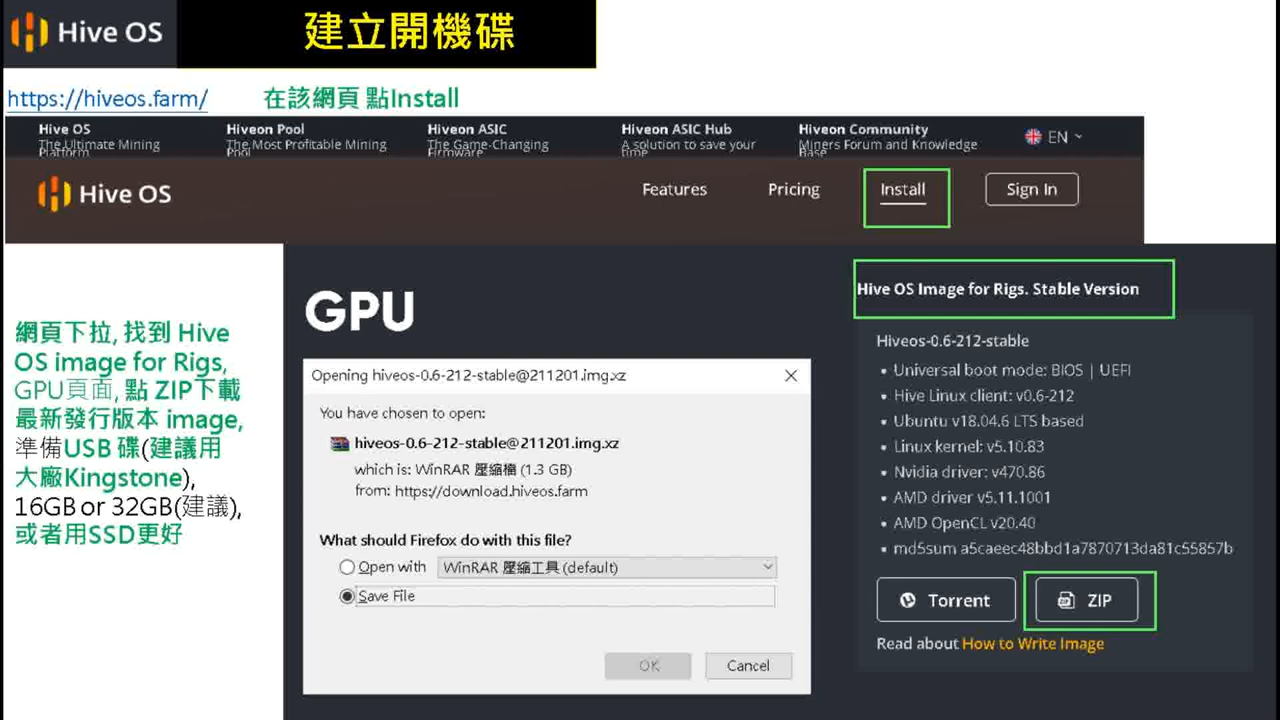 Hive OS
建立開機碟
https://hiveos.farm/
在該網頁 點Install
Hive OS
The Ultimate Mining
Platform
Hiveon Pool
The Most Profitable Mining
Pool
Hiveon ASIC
The Game-Changing
Firmware
Hiveon ASIC Hub
A solution to save your
time
Hiveon Community
Miners Forum and Knowledge
Base
EN
Hive OS
Features
Pricing
Install
Sign In
網頁下拉, 找到 Hive
OS image for Rigs,
GPU頁面, 點 ZIP下載
最新發行版本 image,
準備USB 碟(建議用
大廠Kingstone),
16GB or 32GB(建議),
或者用SSD更好
GPU
Opening hiveos-0.6-212-stable@211201.img.xz
You have chosen to open:
hiveos-0.6-212-stable@211201.img.xz
which is: WinRAR 壓縮檔 (1.3 GB)
from: https://download.hiveos.farm
What should Firefox do with this file?
Open with
WinRAR 壓縮工具 (default)
Save File
OK
Cancel
Hive OS Image for Rigs. Stable Version
Hiveos-0.6-212-stable
• Universal boot mode: BIOS | UEFI
• Hive Linux client: v0.6-212
• Ubuntu v18.04.6 LTS based
• Linux kernel: v5.10.83
• Nvidia driver: v470.86
• AMD driver v5.11.1001
• AMD OpenCL v20.40
• md5sum a5caeec48bbd1a7870713da81c55857b
Torrent
ZIP
Read about How to Write Image